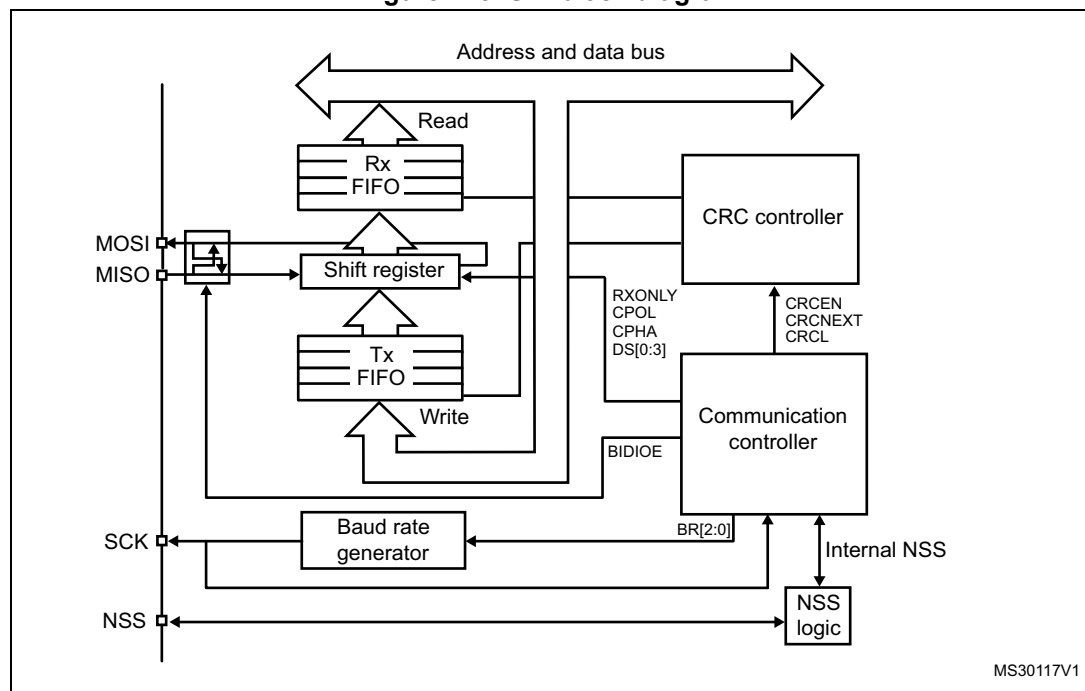 Address and data bus
Read
Rx
FIFO
CRC controller
MOSI
MISO
Shift register
RXONLY
CPOL
CPHA
DS[0:3]
CRCEN
CRCNEXT
CRCL
Tx
FIFO
Write
Communication
controller
BIDIOE
BR[2:0]
SCK
Baud rate
generator
Internal NSS
NSS
NSS
logic
MS30117V1